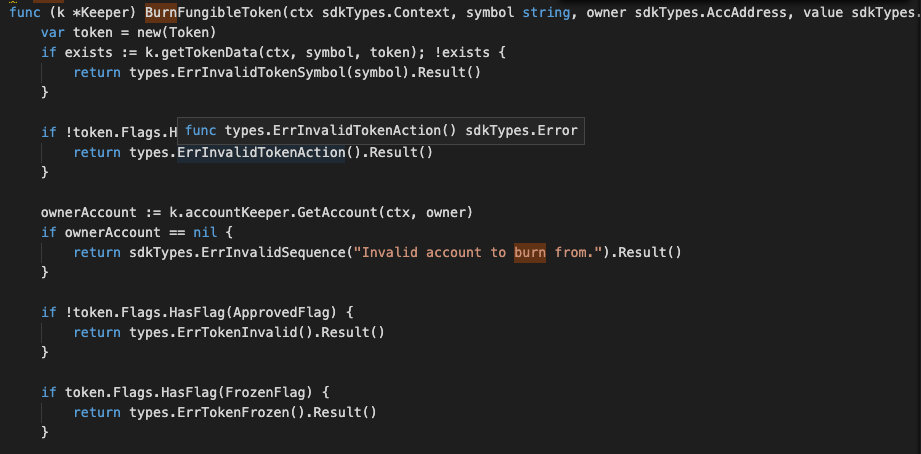 func (k *Keeper) BurnFungibleToken(ctx sdkTypes.Context, symbol string, owner sdkTypes.AccAddress, value sdkTypes.
var token = new(Token)
if exists := k.getTokenData(ctx, symbol, token); !exists {
return types.ErrInvalidTokenSymbol(symbol).Result()
}
if !token.Flags.H
func types.ErrInvalidTokenAction() sdkTypes.Error
return types.ErrInvalidTokenAction().Result()
}
ownerAccount := k.accountKeeper.GetAccount(ctx, owner)
if ownerAccount == nil {
return sdkTypes.ErrInvalidSequence("Invalid account to burn from.").Result()
}
if !token.Flags.HasFlag(ApprovedFlag) {
return types.ErrTokenInvalid().Result()
}
if token.Flags.HasFlag(FrozenFlag) {
return types.ErrTokenFrozen().Result()
}